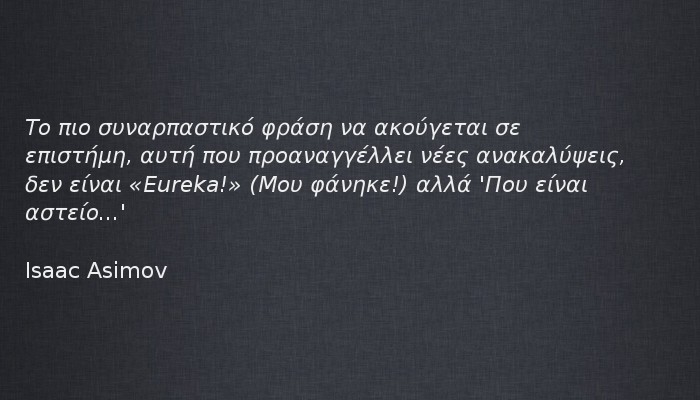 Το πιο συναρπαστικό φράση να ακούγεται σε
επιστήμη, αυτή που προαναγγέλλει νέες ανακαλύψεις,
δεν είναι «Eureka!» (Μου φάνηκε!) αλλά 'Που είναι
αστείο...'
Isaac Asimov